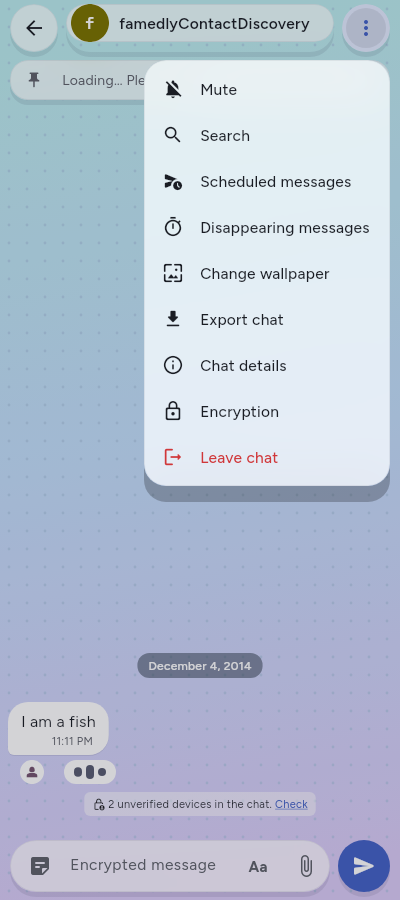 f
famedlyContactDiscovery
Loading... Ple
Mute
Search
Scheduled messages
Disappearing messages
Change wallpaper
Export chat
Chat details
Encryption
Leave chat
December 4, 2014
I am a fish
11:11 PM
2 unverified devices in the chat. Check
Encrypted message
Aa